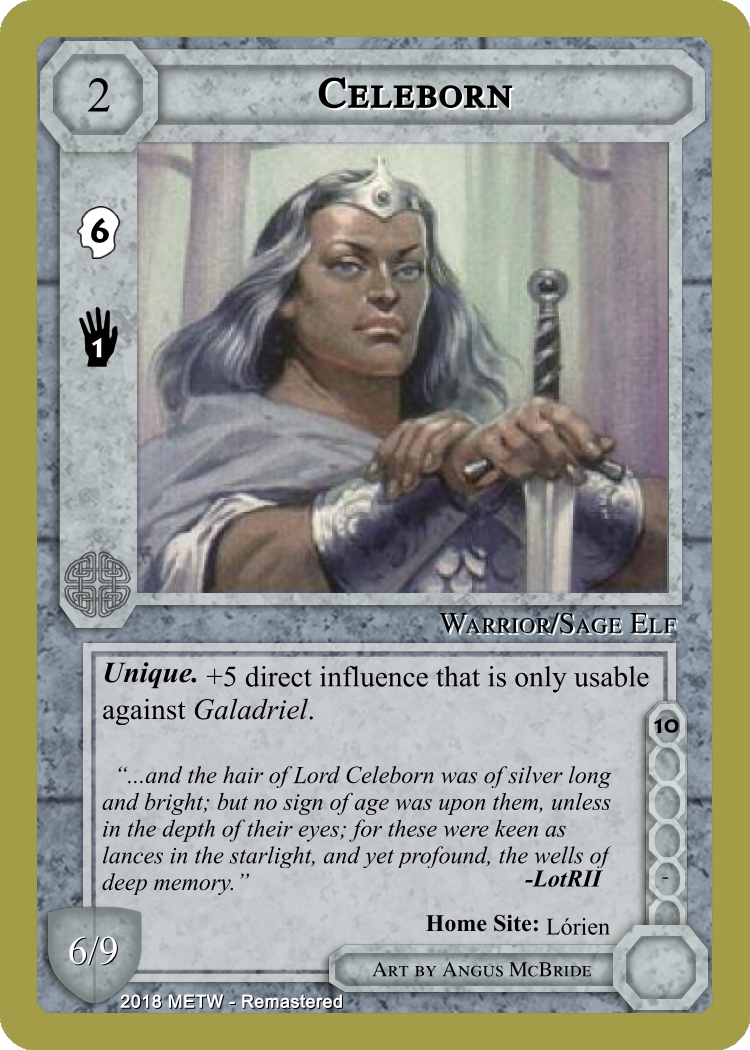 2
Celeborn
6
1
Warrior/Sage Elf
Unique. +5 direct influence that is only usable
against Galadriel.
10
“...and the hair of Lord Celeborn was of silver long
and bright; but no sign of age was upon them, unless
in the depth of their eyes; for these were keen as
lances in the starlight, and yet profound, the wells of
deep memory.”
-LotRII
-
Home Site: Lórien
6/9
Art by Angus McBride
2018 METW - Remastered